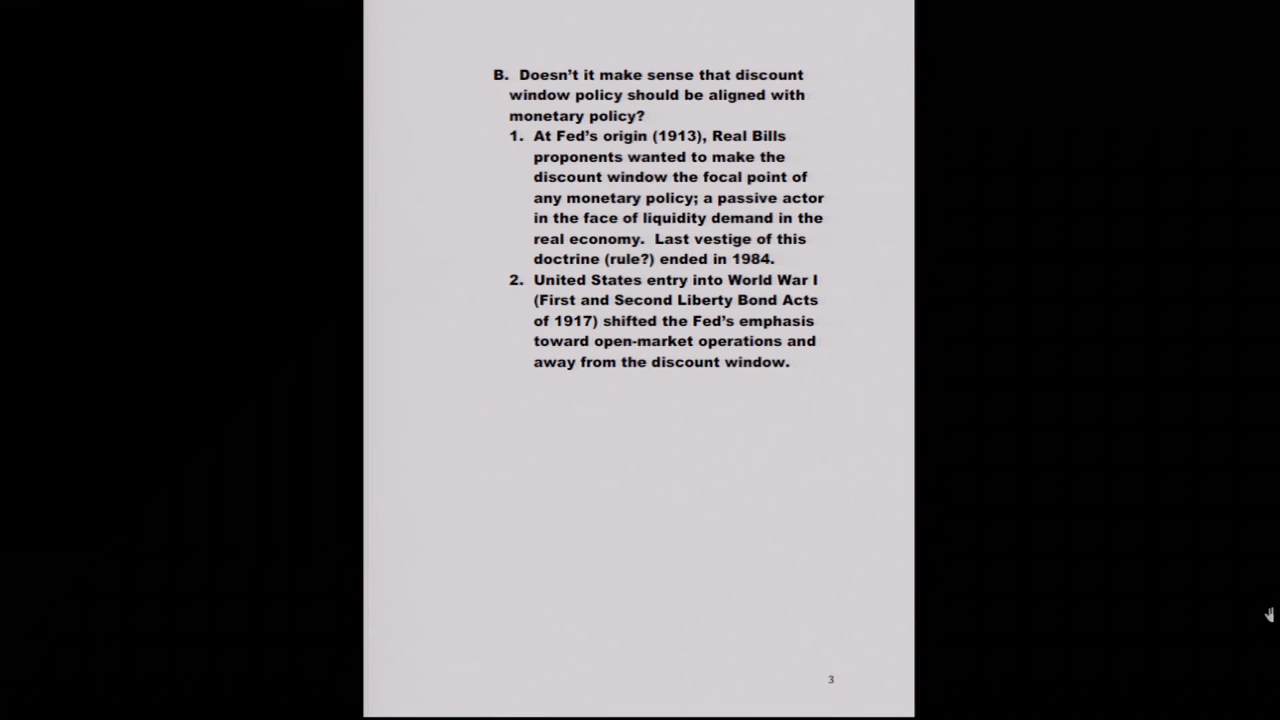 B. Doesn’t it make sense that discount
window policy should be aligned with
monetary policy?
1. At Fed’s origin (1913), Real Bills
proponents wanted to make the
discount window the focal point of
any monetary policy; a passive actor
in the face of liquidity demand in the
real economy. Last vestige of this
doctrine (rule?) ended in 1984.
2. United States entry into World War I
(First and Second Liberty Bond Acts
of 1917) shifted the Fed’s emphasis
toward open-market operations and
away from the discount window.
3